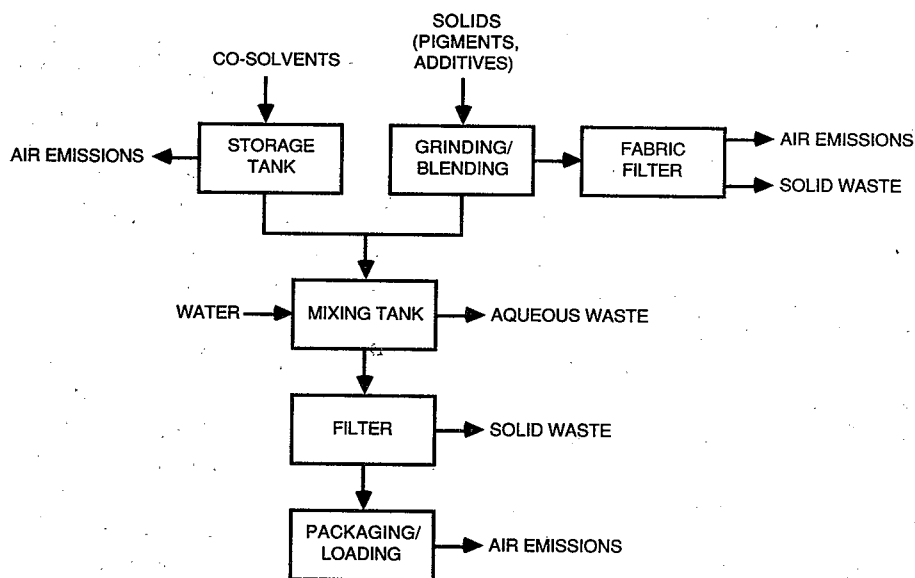 SOLIDS
(PIGMENTS,
ADDITIVES)
CO-SOLVENTS
AIR EMISSIONS
STORAGE
TANK
GRINDING/
BLENDING
FABRIC
FILTER
AIR EMISSIONS
SOLID WASTE
WATER
MIXING TANK
AQUEOUS WASTE
FILTER
SOLID WASTE
PACKAGING/
LOADING
AIR EMISSIONS